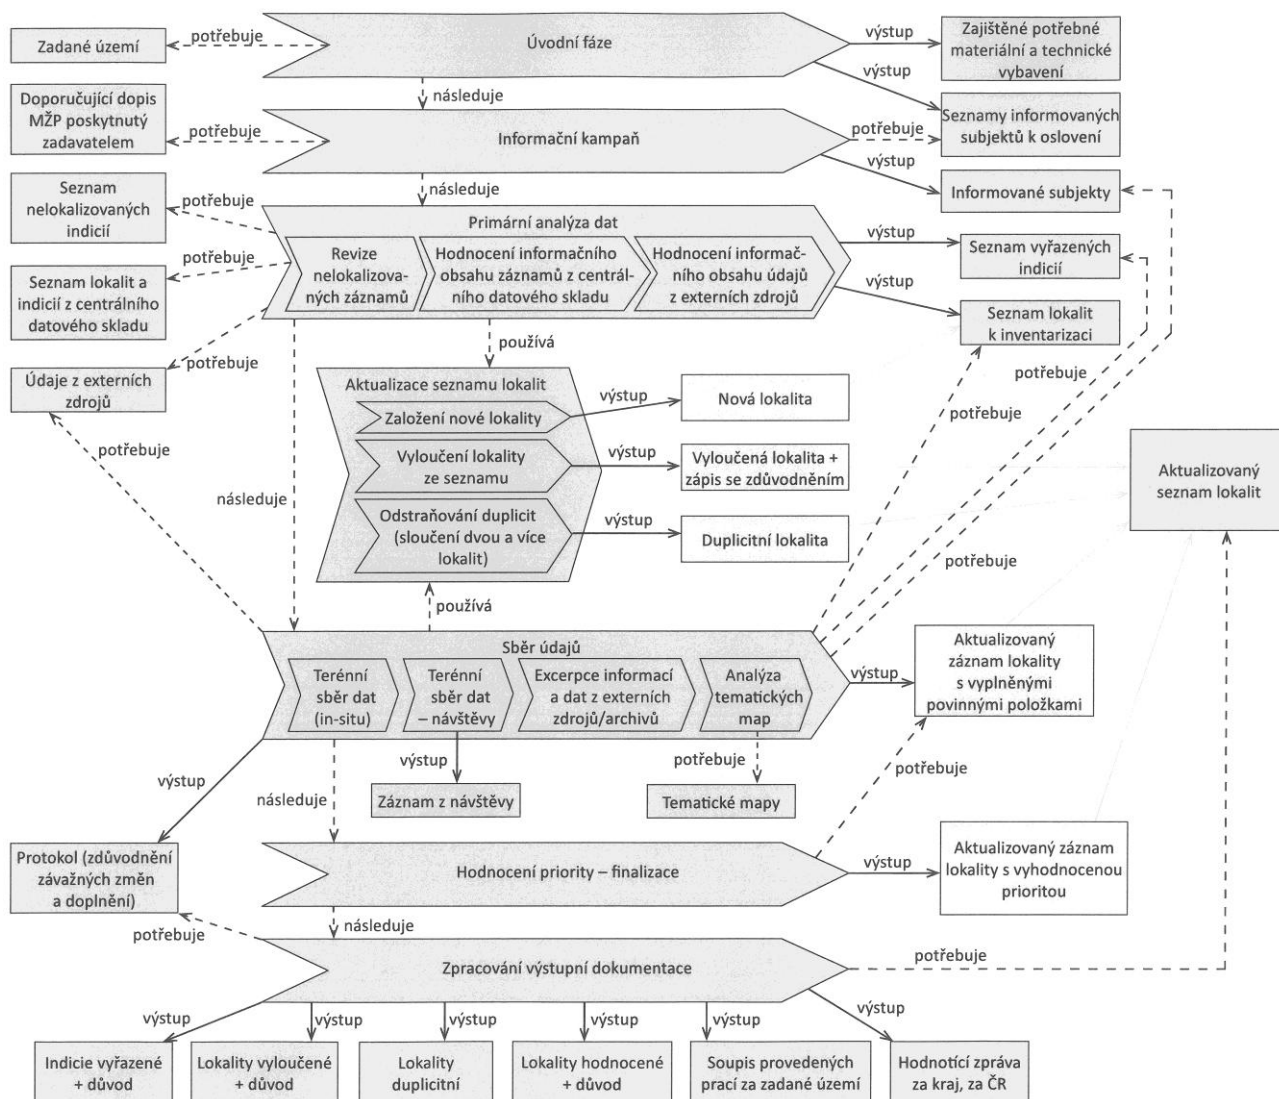 Zadané území
potřebuje
Úvodní fáze
výstup
Zajištěné potřebné
materiální a technické
vybavení
výstup
následuje
Doporučující dopis
MŽP poskytnutý
zadavatelem
potřebuje
Informační kampaň
potřebuje
Seznamy informovaných
subjektů k oslovení
výstup
Informované subjekty
následuje
Seznam
nelokalizovaných
indicií
potřebuje
Primární analýza dat
Revize
nelokalizova-
ných záznamů
Hodnocení informačního
obsahu záznamů z centrál-
ního datového skladu
Hodnocení informač-
ního obsahu údajů
z externích zdrojů
výstup
Seznam vyřazených
indicií
potřebuje
Seznam lokalit a
indicií z centrálního
datového skladu
výstup
Seznam lokalit
k inventarizaci
používá
potřebuje
Údaje z externích
zdrojů
potřebuje
Aktualizace seznamu lokalit
Založení nové lokality
výstup
Nová lokalita
Vyloučení lokality
ze seznamu
výstup
Vyloučená lokalita +
zápis se zdůvodněním
Odstraňování duplicit
(sloučení dvou a více
lokalit)
výstup
Duplicitní lokalita
potřebuje
potřebuje
potřebuje
Aktualizovaný
seznam lokalit
následuje
používá
Sběr údajů
Terénní
sběr dat
(in-situ)
Terénní
sběr dat
– návštěvy
Excerpce informací
a dat z externích
zdrojů/archivů
Analýza
tematických
map
výstup
Aktualizovaný
záznam lokality
s vyplněnými
povinnými položkami
výstup
následuje
výstup
Záznam z návštěvy
potřebuje
Tematické mapy
potřebuje
Protokol (zdůvodnění
závažných změn
a doplnění)
Hodnocení priority – finalizace
výstup
Aktualizovaný záznam
lokality s vyhodnocenou
prioritou
následuje
potřebuje
Zpracování výstupní dokumentace
potřebuje
výstup
výstup
výstup
výstup
výstup
výstup
Indicie vyřazené
+ důvod
Lokality vyloučené
+ důvod
Lokality
duplicitní
Lokality hodnocené
+ důvod
Soupis provedených
prací za zadané území
Hodnotící zpráva
za kraj, za ČR